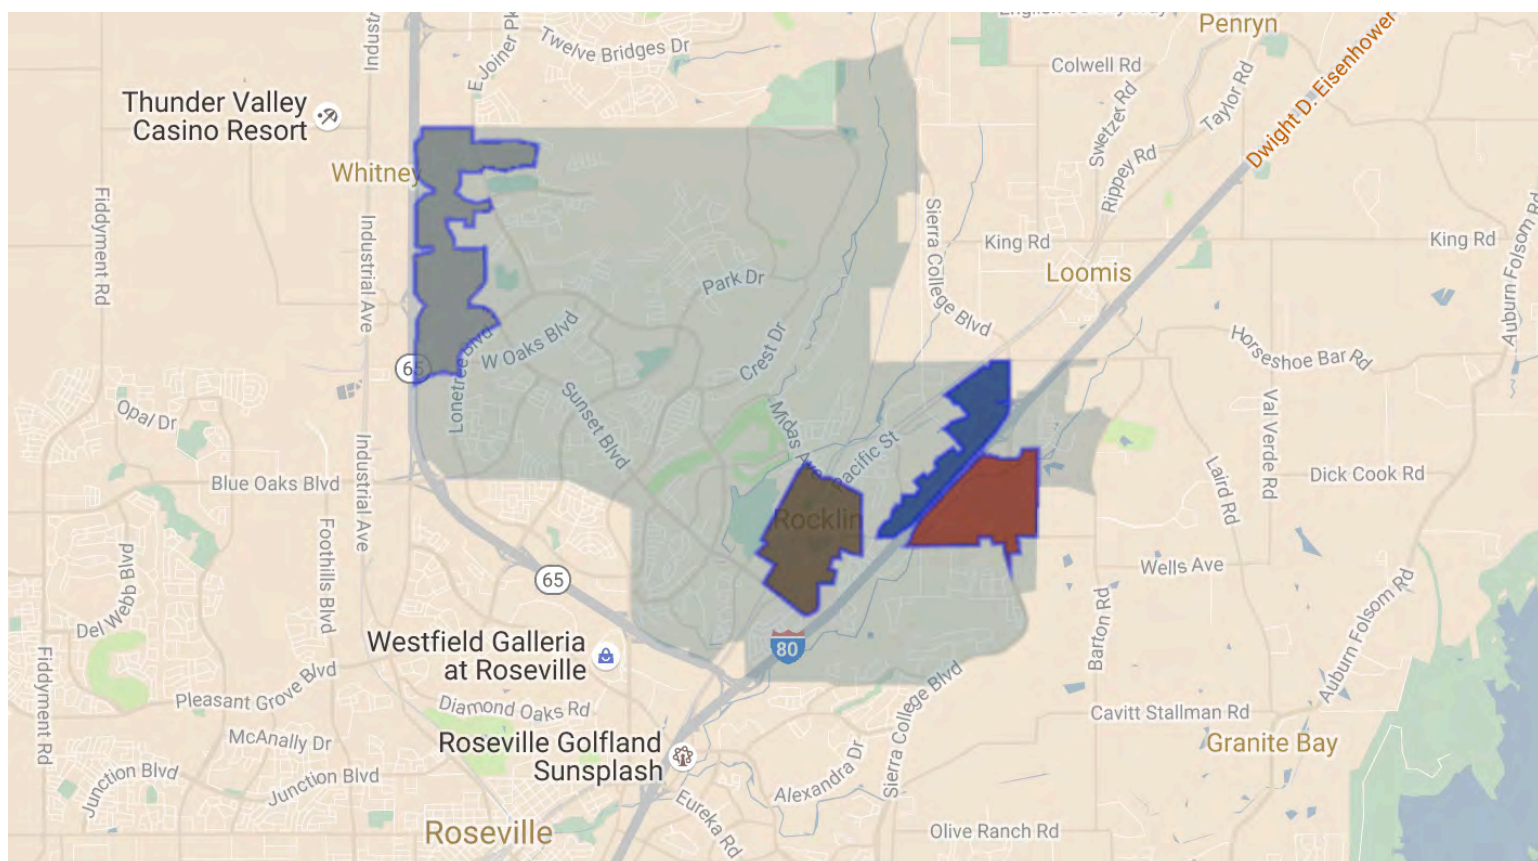 Penryn
Twelve Bridges Dr
E Joiner Pk
Indust
Colwell Rd
Dwight D. Eisenhower
Taylor Rd
Swetzer Rd
Thunder Valley
Casino Resort
Whitney
Rippey Rd
Fiddyment Rd
Industrial Ave
Sierra College Blvd
King Rd
King Rd
Auburn Folsom Rd
Loomis
Park Dr
Horseshoe Bar Rd
W Oaks Blvd
Crest Dr
65
Lonetree Blvd
Sunset Blvd
Opal Dr
Midas Ave
Pacific St
Val Verde Rd
Industrial Ave
Laird Rd
Dick Cook Rd
Blue Oaks Blvd
Rocklin
Foothills Blvd
Del Webb Blvd
65
Wells Ave
Barton Rd
Auburn Folsom Rd
Westfield Galleria
at Roseville
80
Fiddyment Rd
Pleasant Grove Blvd
Sierra College Blvd
Diamond Oaks Rd
Cavitt Stallman Rd
McAnally Dr
Roseville Golfland
Sunsplash
Granite Bay
Junction Blvd
Junction Blvd
Alexandra Dr
Eureka Rd
Roseville
Olive Ranch Rd